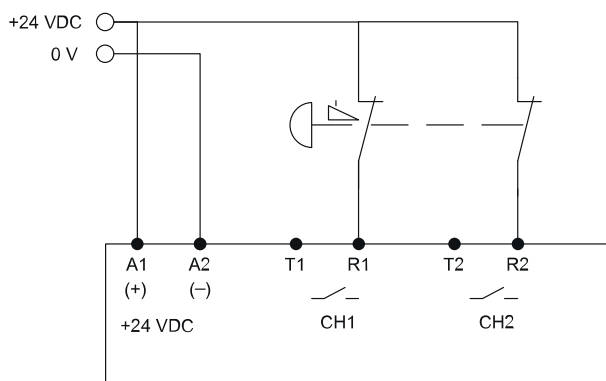 +24 VDC
0 V
A1 A2 T1 R1 T2 R2
(+) (–)
+24 VDC CH1 CH2